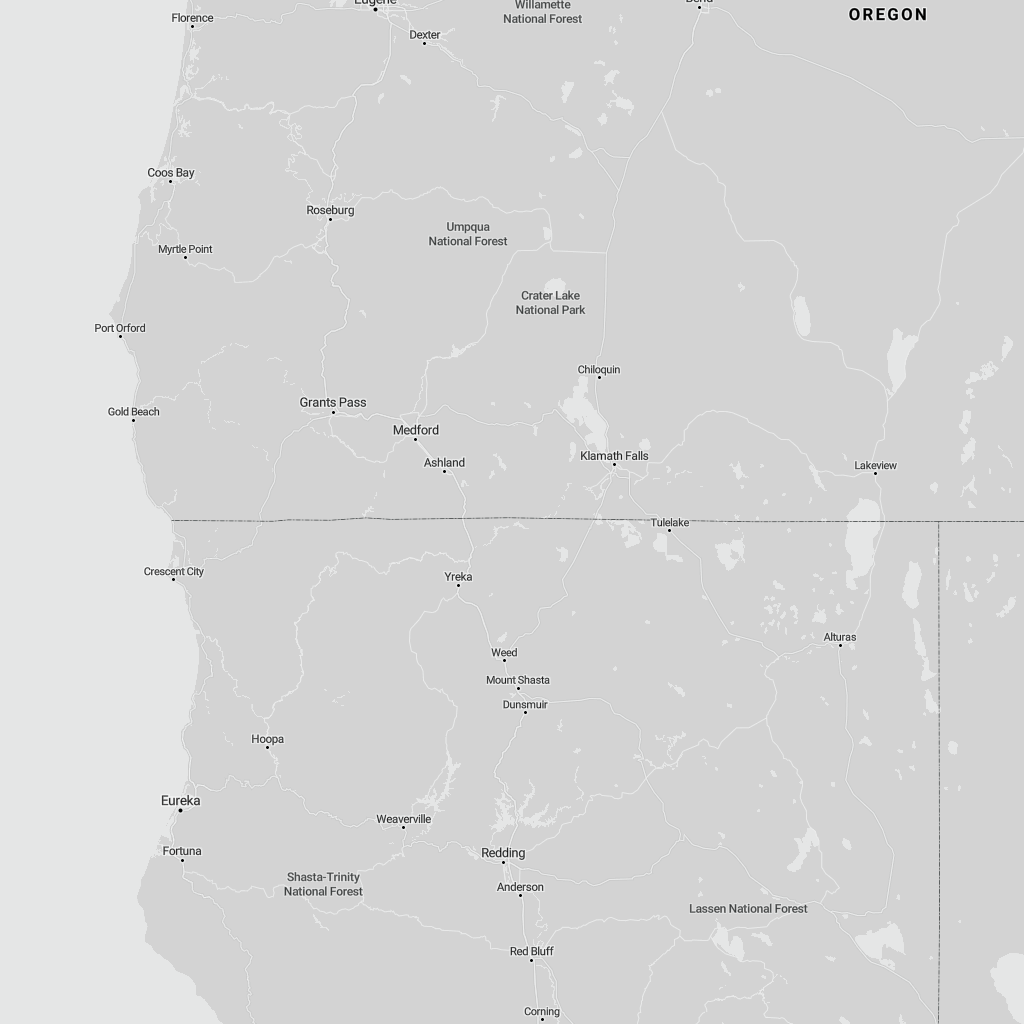 Eugene
Willamette
National Forest
Bend
OREGON
Florence
Dexter
Coos Bay
Roseburg
Umpqua
National Forest
Myrtle Point
Crater Lake
National Park
Port Orford
Chiloquin
Grants Pass
Gold Beach
Medford
Ashland
Klamath Falls
Lakeview
Tulelake
Crescent City
Yreka
Alturas
Weed
Mount Shasta
Dunsmuir
Hoopa
Eureka
Weaverville
Fortuna
Redding
Shasta-Trinity
National Forest
Anderson
Lassen National Forest
Red Bluff
Corning